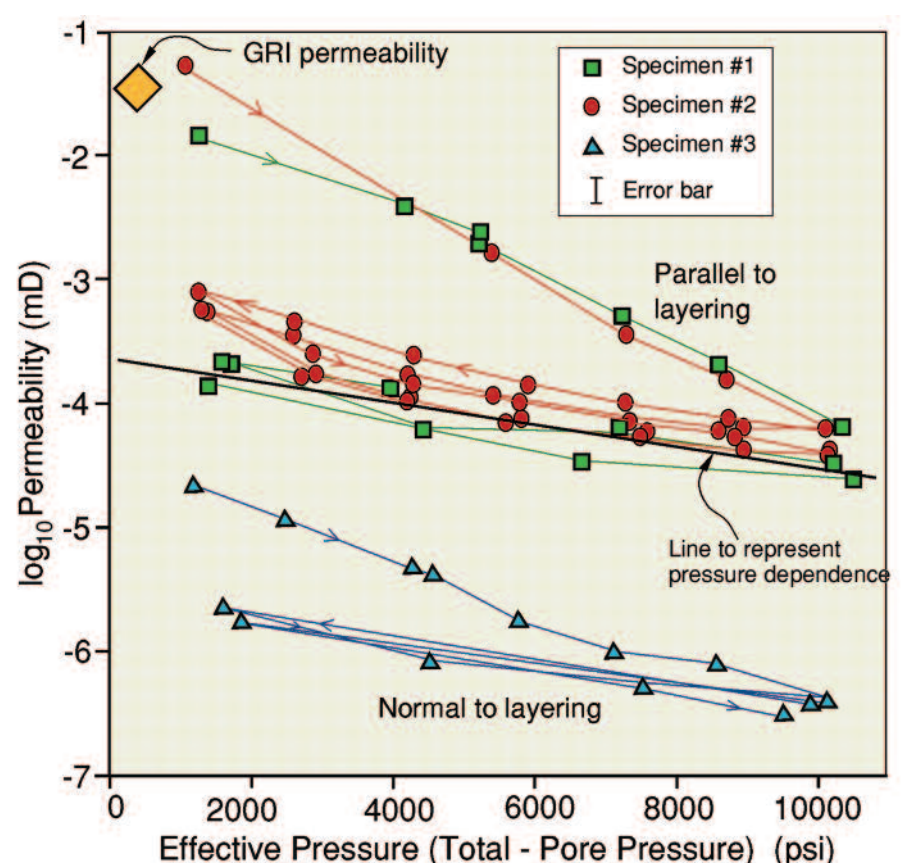 GRI permeability
Specimen #1
Specimen #2
Specimen #3
Error bar
Parallel to
layering
Line to represent
pressure dependence
Normal to layering
log10 Permeability (mD)
-1
-2
-3
-4
-5
-6
-7
0
2000
4000
6000
8000
10000
Effective Pressure (Total - Pore Pressure) (psi)